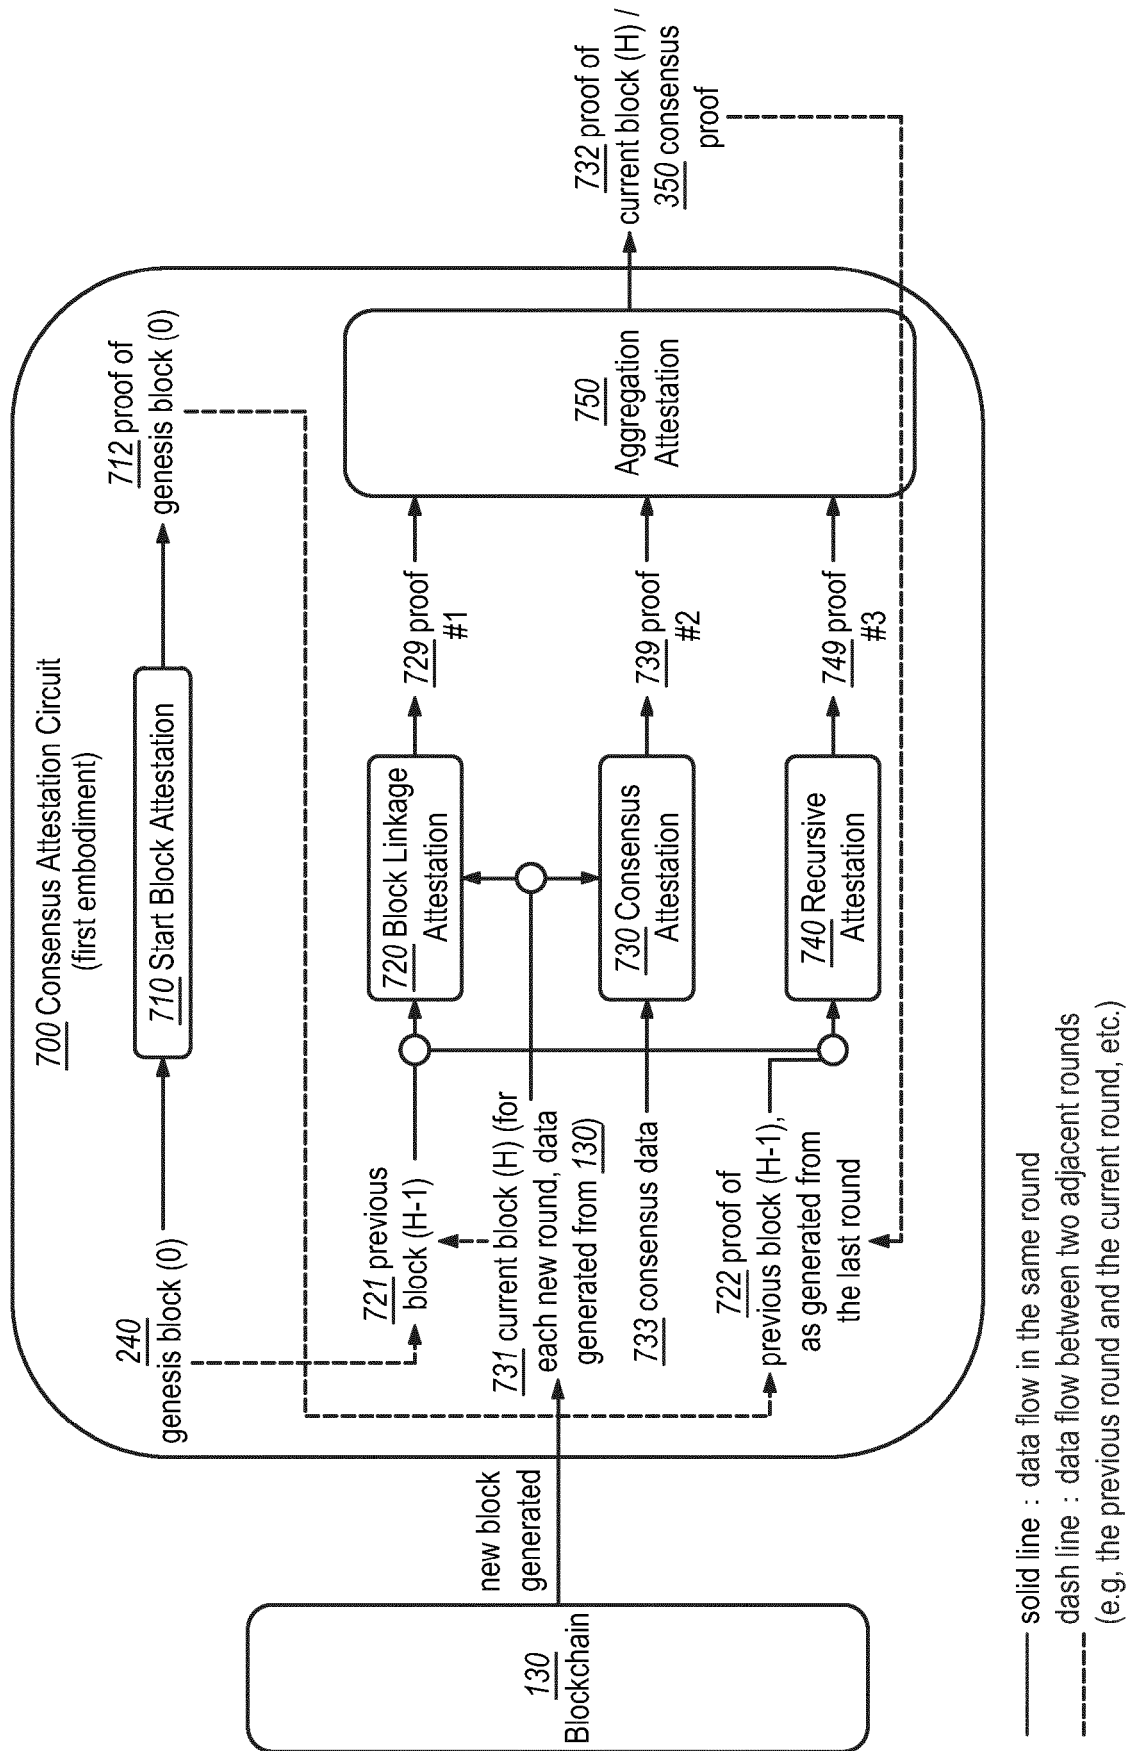 700 Consensus Attestation Circuit
(first embodiment)
240
genesis block (0)
710 Start Block Attestation
712 proof of
genesis block (0)
721 previous
block (H-1)
720 Block Linkage
Attestation
729 proof
#1
new block
generated
731 current block (H) (for
each new round, data
generated from 130)
130
Blockchain
733 consensus data
730 Consensus
Attestation
739 proof
#2
722 proof of
previous block (H-1),
as generated from
the last round
740 Recursive
Attestation
749 proof
#3
750
Aggregation
Attestation
732 proof of
current block (H) /
350 consensus
proof
solid line : data flow in the same round
dash line : data flow between two adjacent rounds
(e.g, the previous round and the current round, etc.)